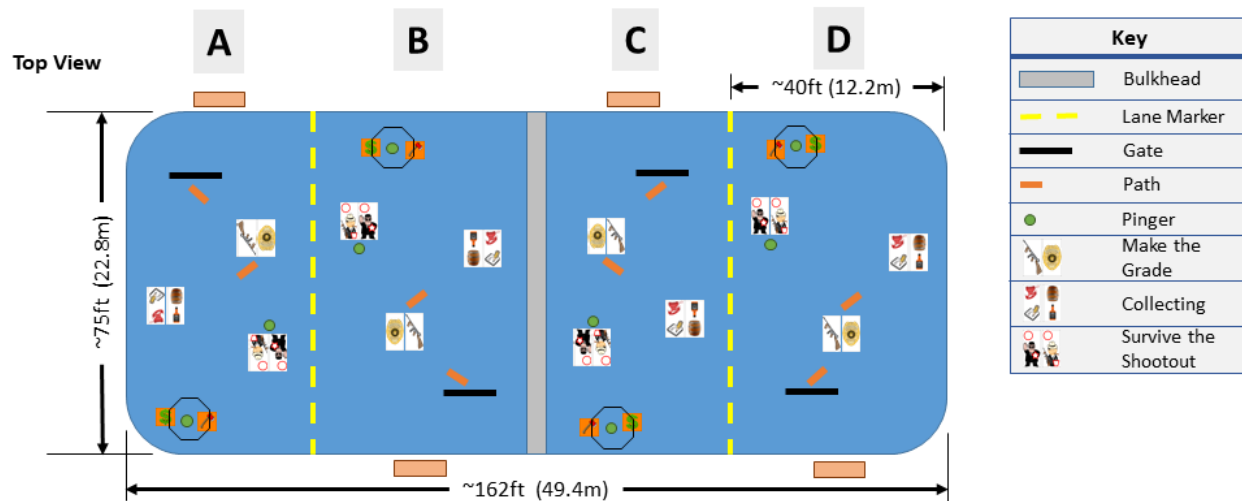 A
B
C
D
Top View
~40ft (12.2m)
~75ft (22.8m)
~162ft (49.4m)
Key
Bulkhead
Lane Marker
Gate
Path
Pinger
Make the
Grade
Collecting
Survive the
Shootout